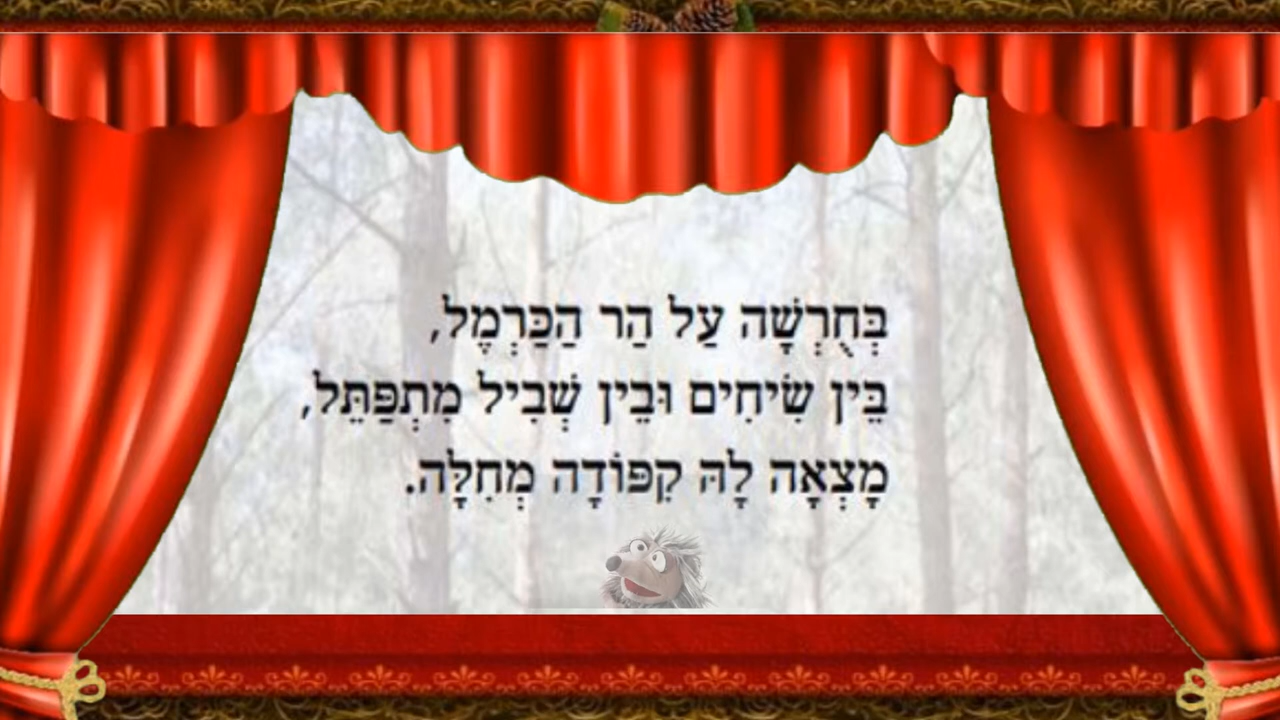 בְּחֻרְשָׁה עַל הַר הַכַּרְמֶל,
בֵּין שִׂיחִים וּבֵין שְׁבִיל מִתְפַּתֵּל,
מָצְאָה לָהּ קִפּוֹדָה מְחִלָּה.